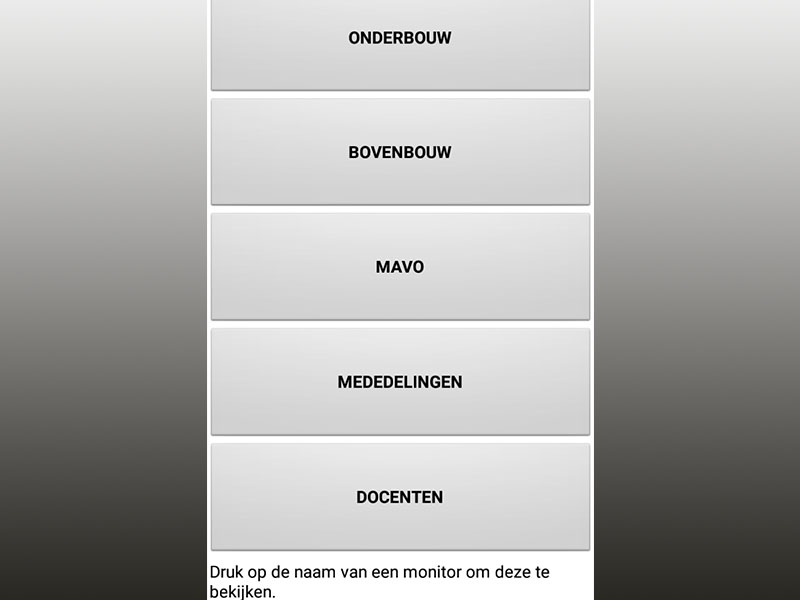 ONDERBOUW
BOVENBOUW
MAVO
MEDEDELINGEN
DOCENTEN
Druk op de naam van een monitor om deze te
bekijken.